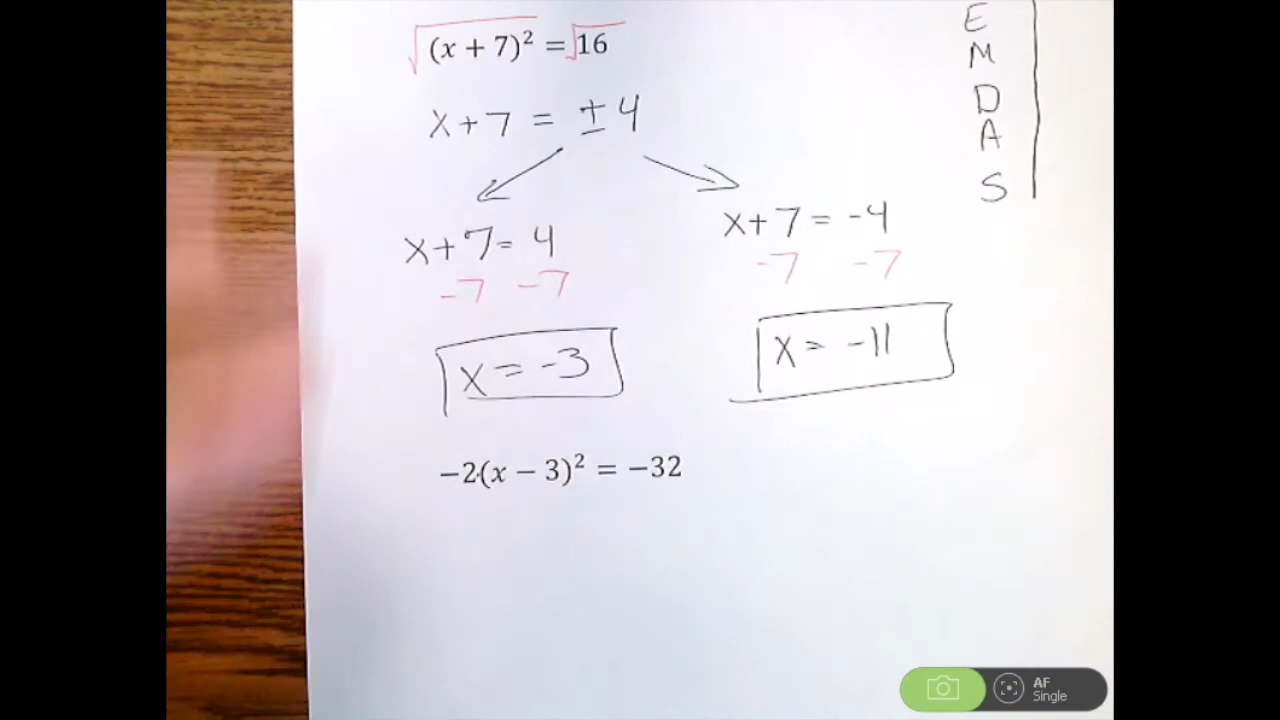 √(x + 7)² = √16
E
M
x + 7 = ± 4
D
A
S
x + 7 = 4
x + 7 = -4
-7 -7
-7 -7
x = -3
x = -11
−2(x − 3)² = −32
AF
Single